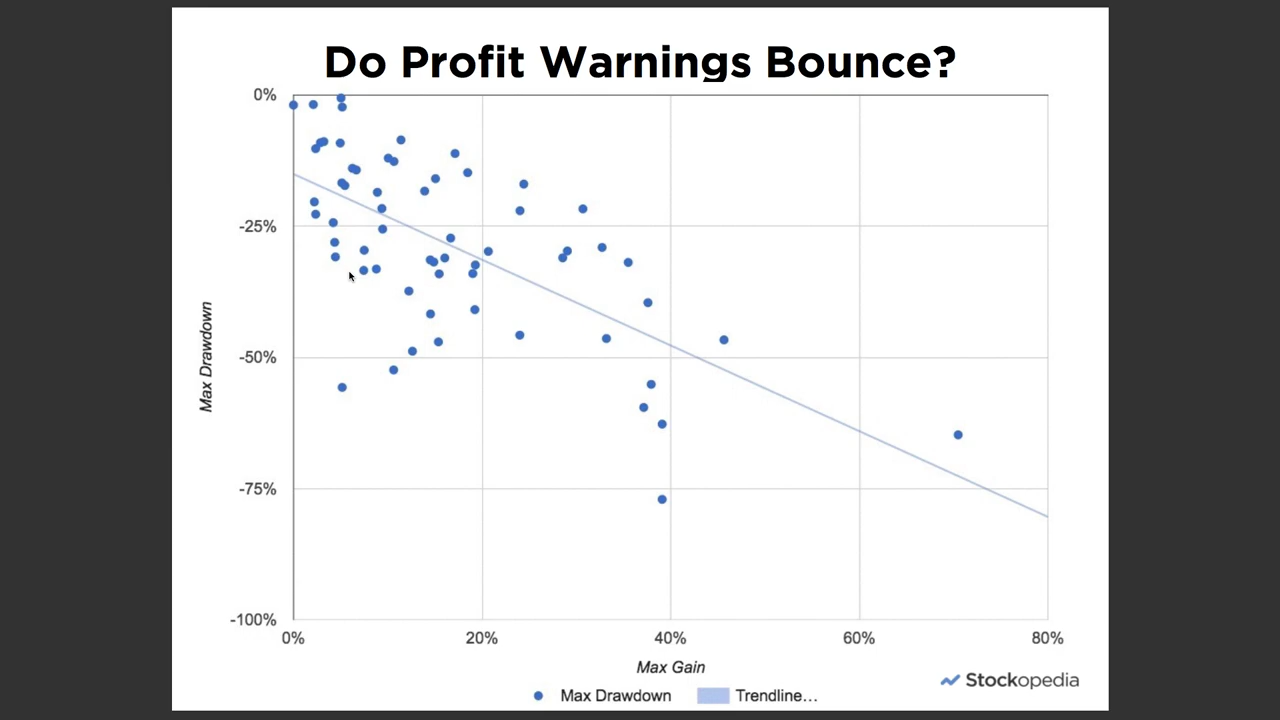 Do Profit Warnings Bounce?
0%
-25%
-50%
-75%
-100%
Max Drawdown
0%
20%
40%
60%
80%
Max Gain
Max Drawdown
Trendline...
Stockopedia